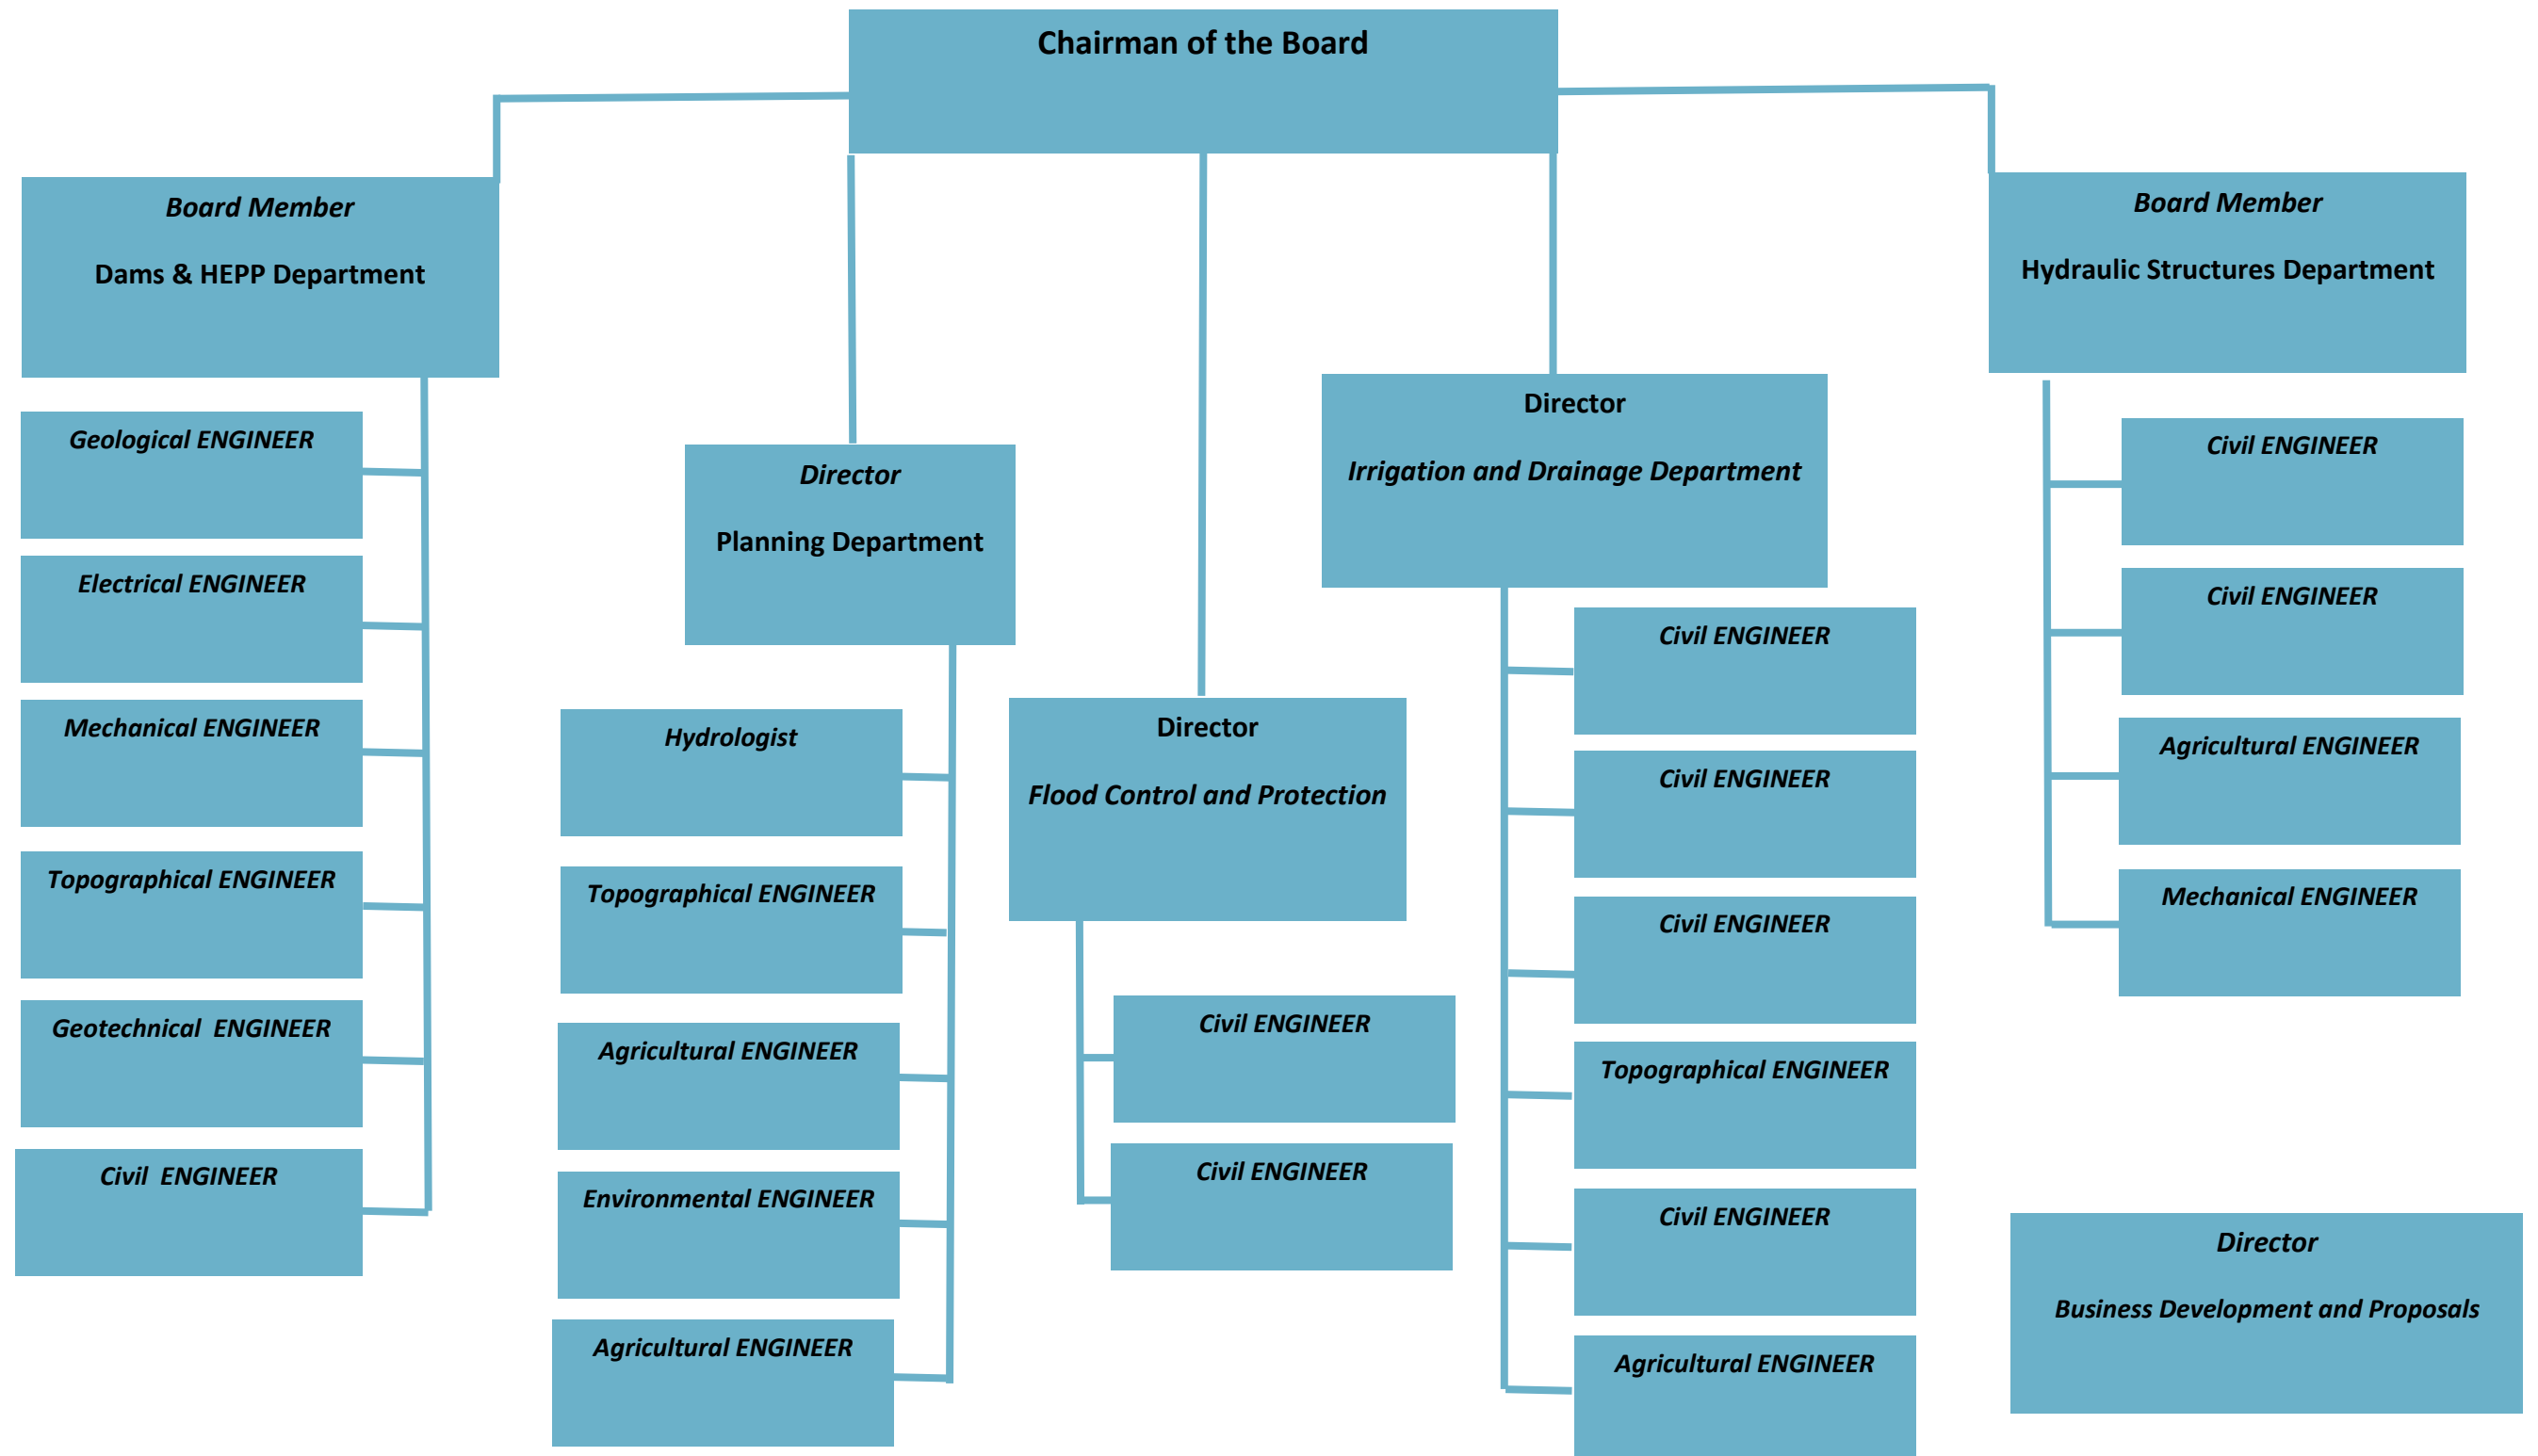 Chairman of the Board
Board Member
Dams & HEPP Department
Geological ENGINEER
Electrical ENGINEER
Mechanical ENGINEER
Topographical ENGINEER
Geotechnical  ENGINEER
Civil  ENGINEER
Director
Planning Department
Hydrologist
Topographical ENGINEER
Agricultural ENGINEER
Environmental ENGINEER
Agricultural ENGINEER
Director
Flood Control and Protection
Civil ENGINEER
Civil ENGINEER
Director
Irrigation and Drainage Department
Civil ENGINEER
Civil ENGINEER
Civil ENGINEER
Topographical ENGINEER
Civil ENGINEER
Agricultural ENGINEER
Board Member
Hydraulic Structures Department
Civil ENGINEER
Civil ENGINEER
Agricultural ENGINEER
Mechanical ENGINEER
Director
Business Development and Proposals